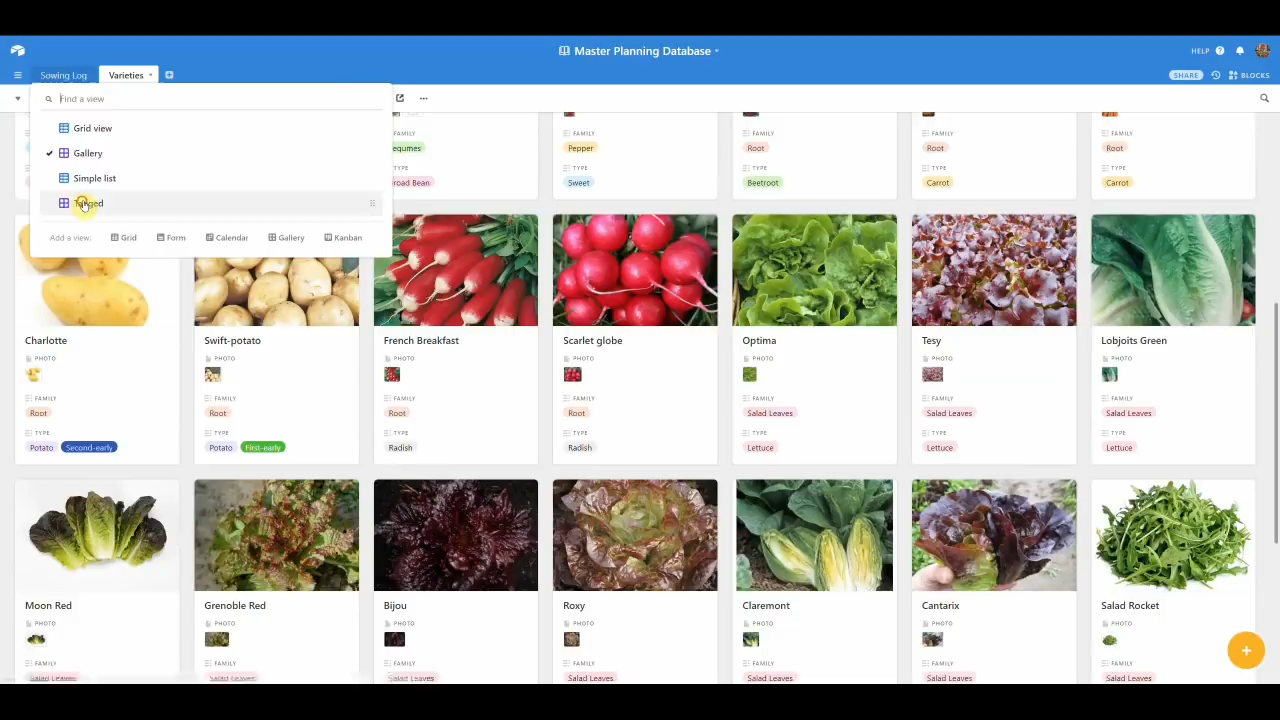 Master Planning Database
HELP
Sowing Log
Varieties
SHARE
BLOCKS
Find a view
Grid view
Gallery
Simple list
Add a view:
Grid
Form
Calendar
Gallery
Kanban
FAMILY
FAMILY
FAMILY
FAMILY
FAMILY
Pepper
Root
Root
Root
TYPE
TYPE
TYPE
TYPE
TYPE
Sweet
Beetroot
Carrot
Carrot
Charlotte
Swift-potato
French Breakfast
Scarlet globe
Optima
Tesy
Lobjoits Green
PHOTO
PHOTO
PHOTO
PHOTO
PHOTO
PHOTO
PHOTO
FAMILY
FAMILY
FAMILY
FAMILY
FAMILY
FAMILY
FAMILY
Root
Root
Root
Root
Salad Leaves
Salad Leaves
Salad Leaves
TYPE
TYPE
TYPE
TYPE
TYPE
TYPE
TYPE
Potato Second-early
Potato First-early
Radish
Radish
Lettuce
Lettuce
Lettuce
Moon Red
Grenoble Red
Bijou
Roxy
Claremont
Cantarix
Salad Rocket
PHOTO
PHOTO
PHOTO
PHOTO
PHOTO
PHOTO
PHOTO
FAMILY
FAMILY
FAMILY
FAMILY
FAMILY
FAMILY
FAMILY
Salad Leaves
Salad Leaves
Salad Leaves
Salad Leaves
Salad Leaves
Salad Leaves
Salad Leaves